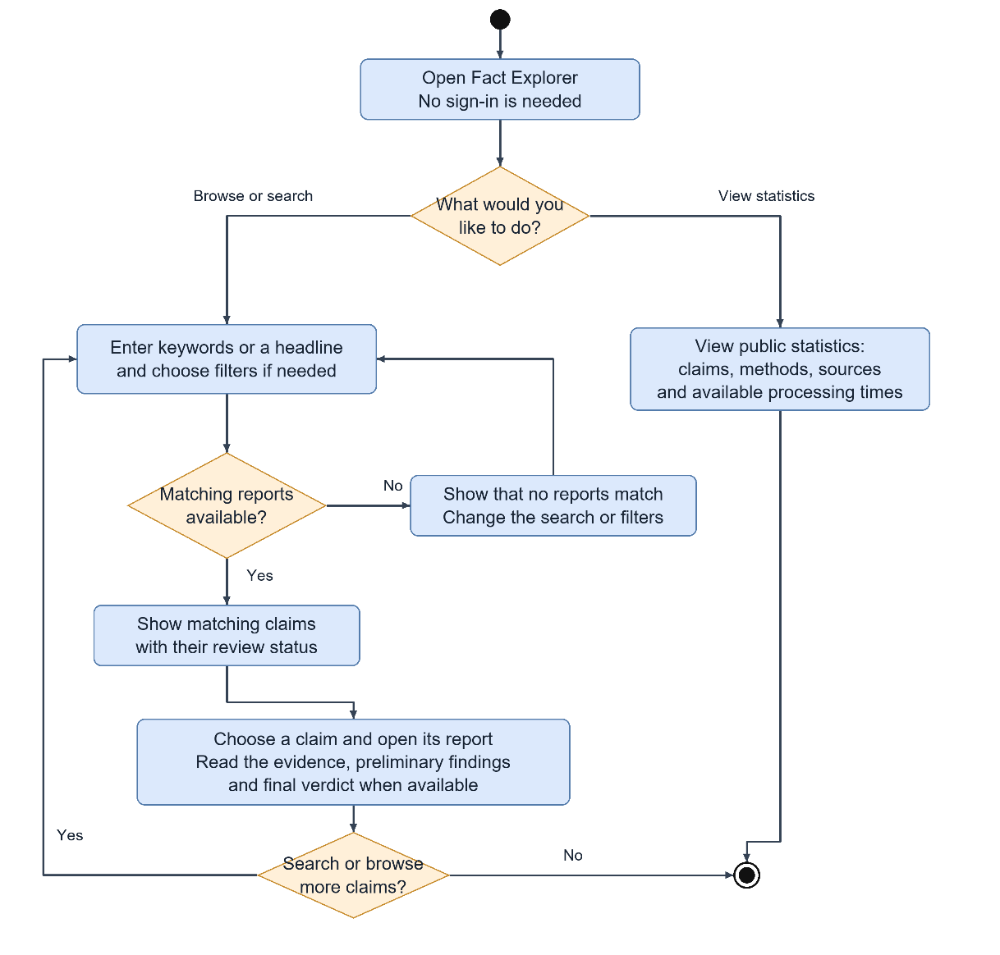 Open Fact Explorer
No sign-in is needed
Browse or search
What would you
like to do?
View statistics
Enter keywords or a headline
and choose filters if needed
View public statistics:
claims, methods, sources
and available processing times
Matching reports
available?
No
Show that no reports match
Change the search or filters
Yes
Show matching claims
with their review status
Choose a claim and open its report
Read the evidence, preliminary findings
and final verdict when available
Yes
Search or browse
more claims?
No